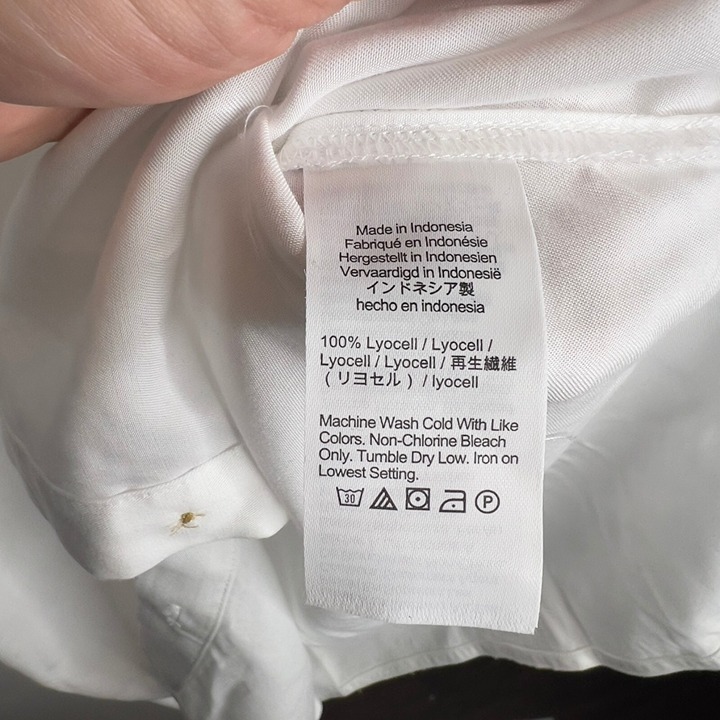 Made in Indonesia
Fabriqué en Indonésie
Hergestellt in Indonesien
Vervaardigd in Indonesië
インドネシア製
hecho en indonesia
100% Lyocell / Lyocell /
Lyocell / Lyocell / 再生繊維
（リヨセル）/ lyocell
Machine Wash Cold With Like
Colors. Non-Chlorine Bleach
Only. Tumble Dry Low. Iron on
Lowest Setting.
30 P